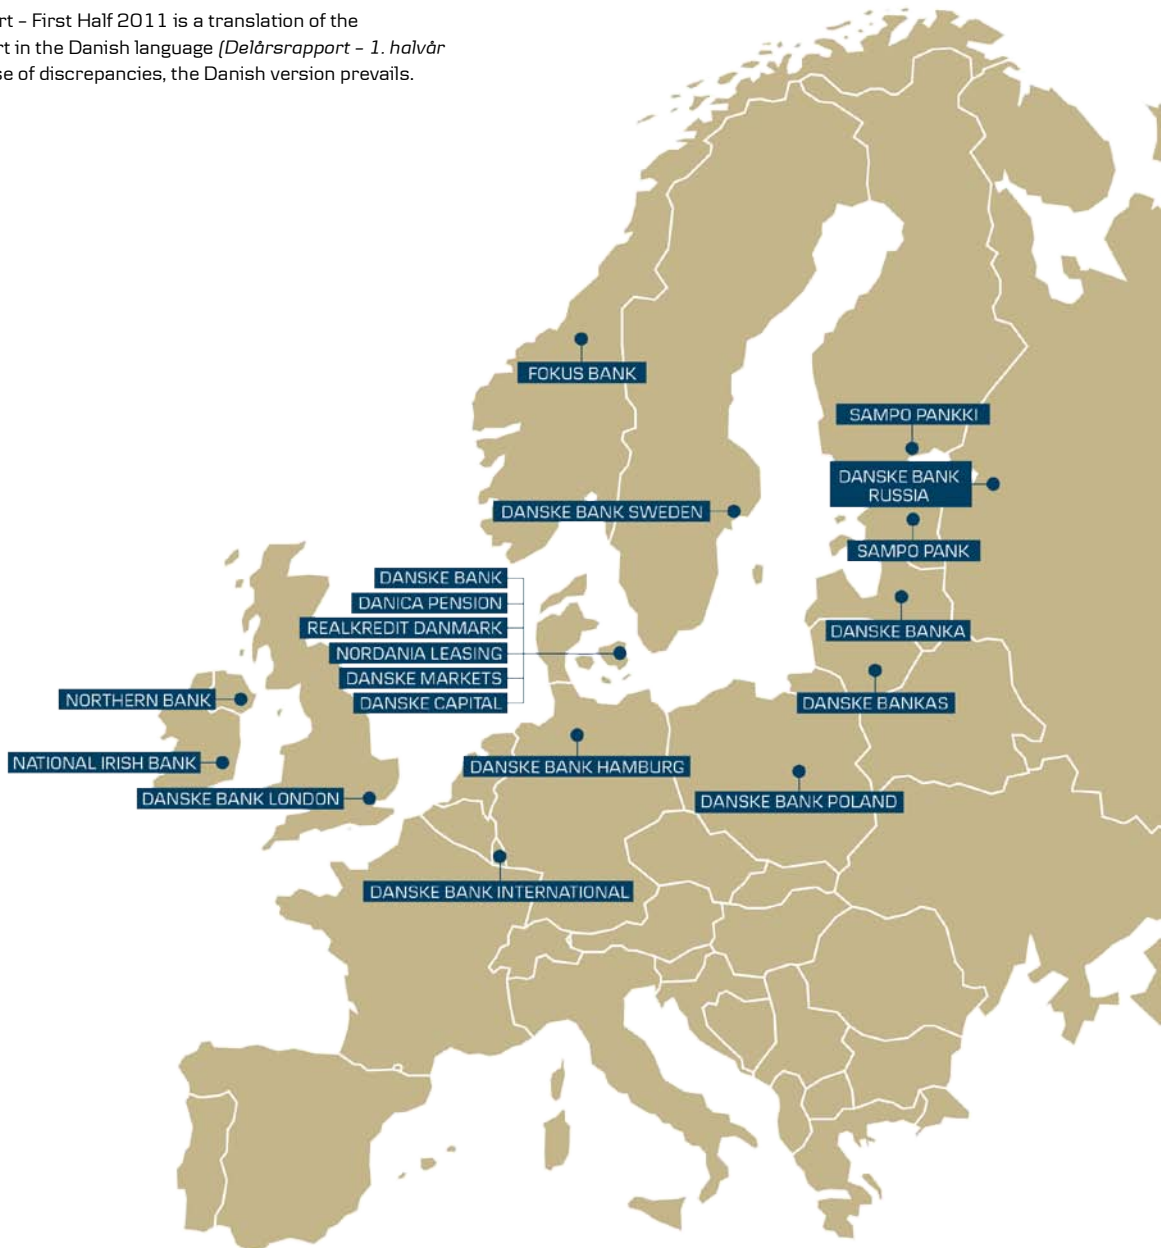 rt – First Half 2011 is a translation of the
rt in the Danish language (Delårsrapport – 1. halvår
se of discrepancies, the Danish version prevails.
FOKUS BANK
SAMPO PANKKI
DANSKE BANK
RUSSIA
DANSKE BANK SWEDEN
SAMPO PANK
DANSKE BANK
DANICA PENSION
REALKREDIT DANMARK
NORDANIA LEASING
DANSKE MARKETS
DANSKE CAPITAL
DANSKE BANKA
DANSKE BANKAS
NORTHERN BANK
NATIONAL IRISH BANK
DANSKE BANK LONDON
DANSKE BANK HAMBURG
DANSKE BANK POLAND
DANSKE BANK INTERNATIONAL